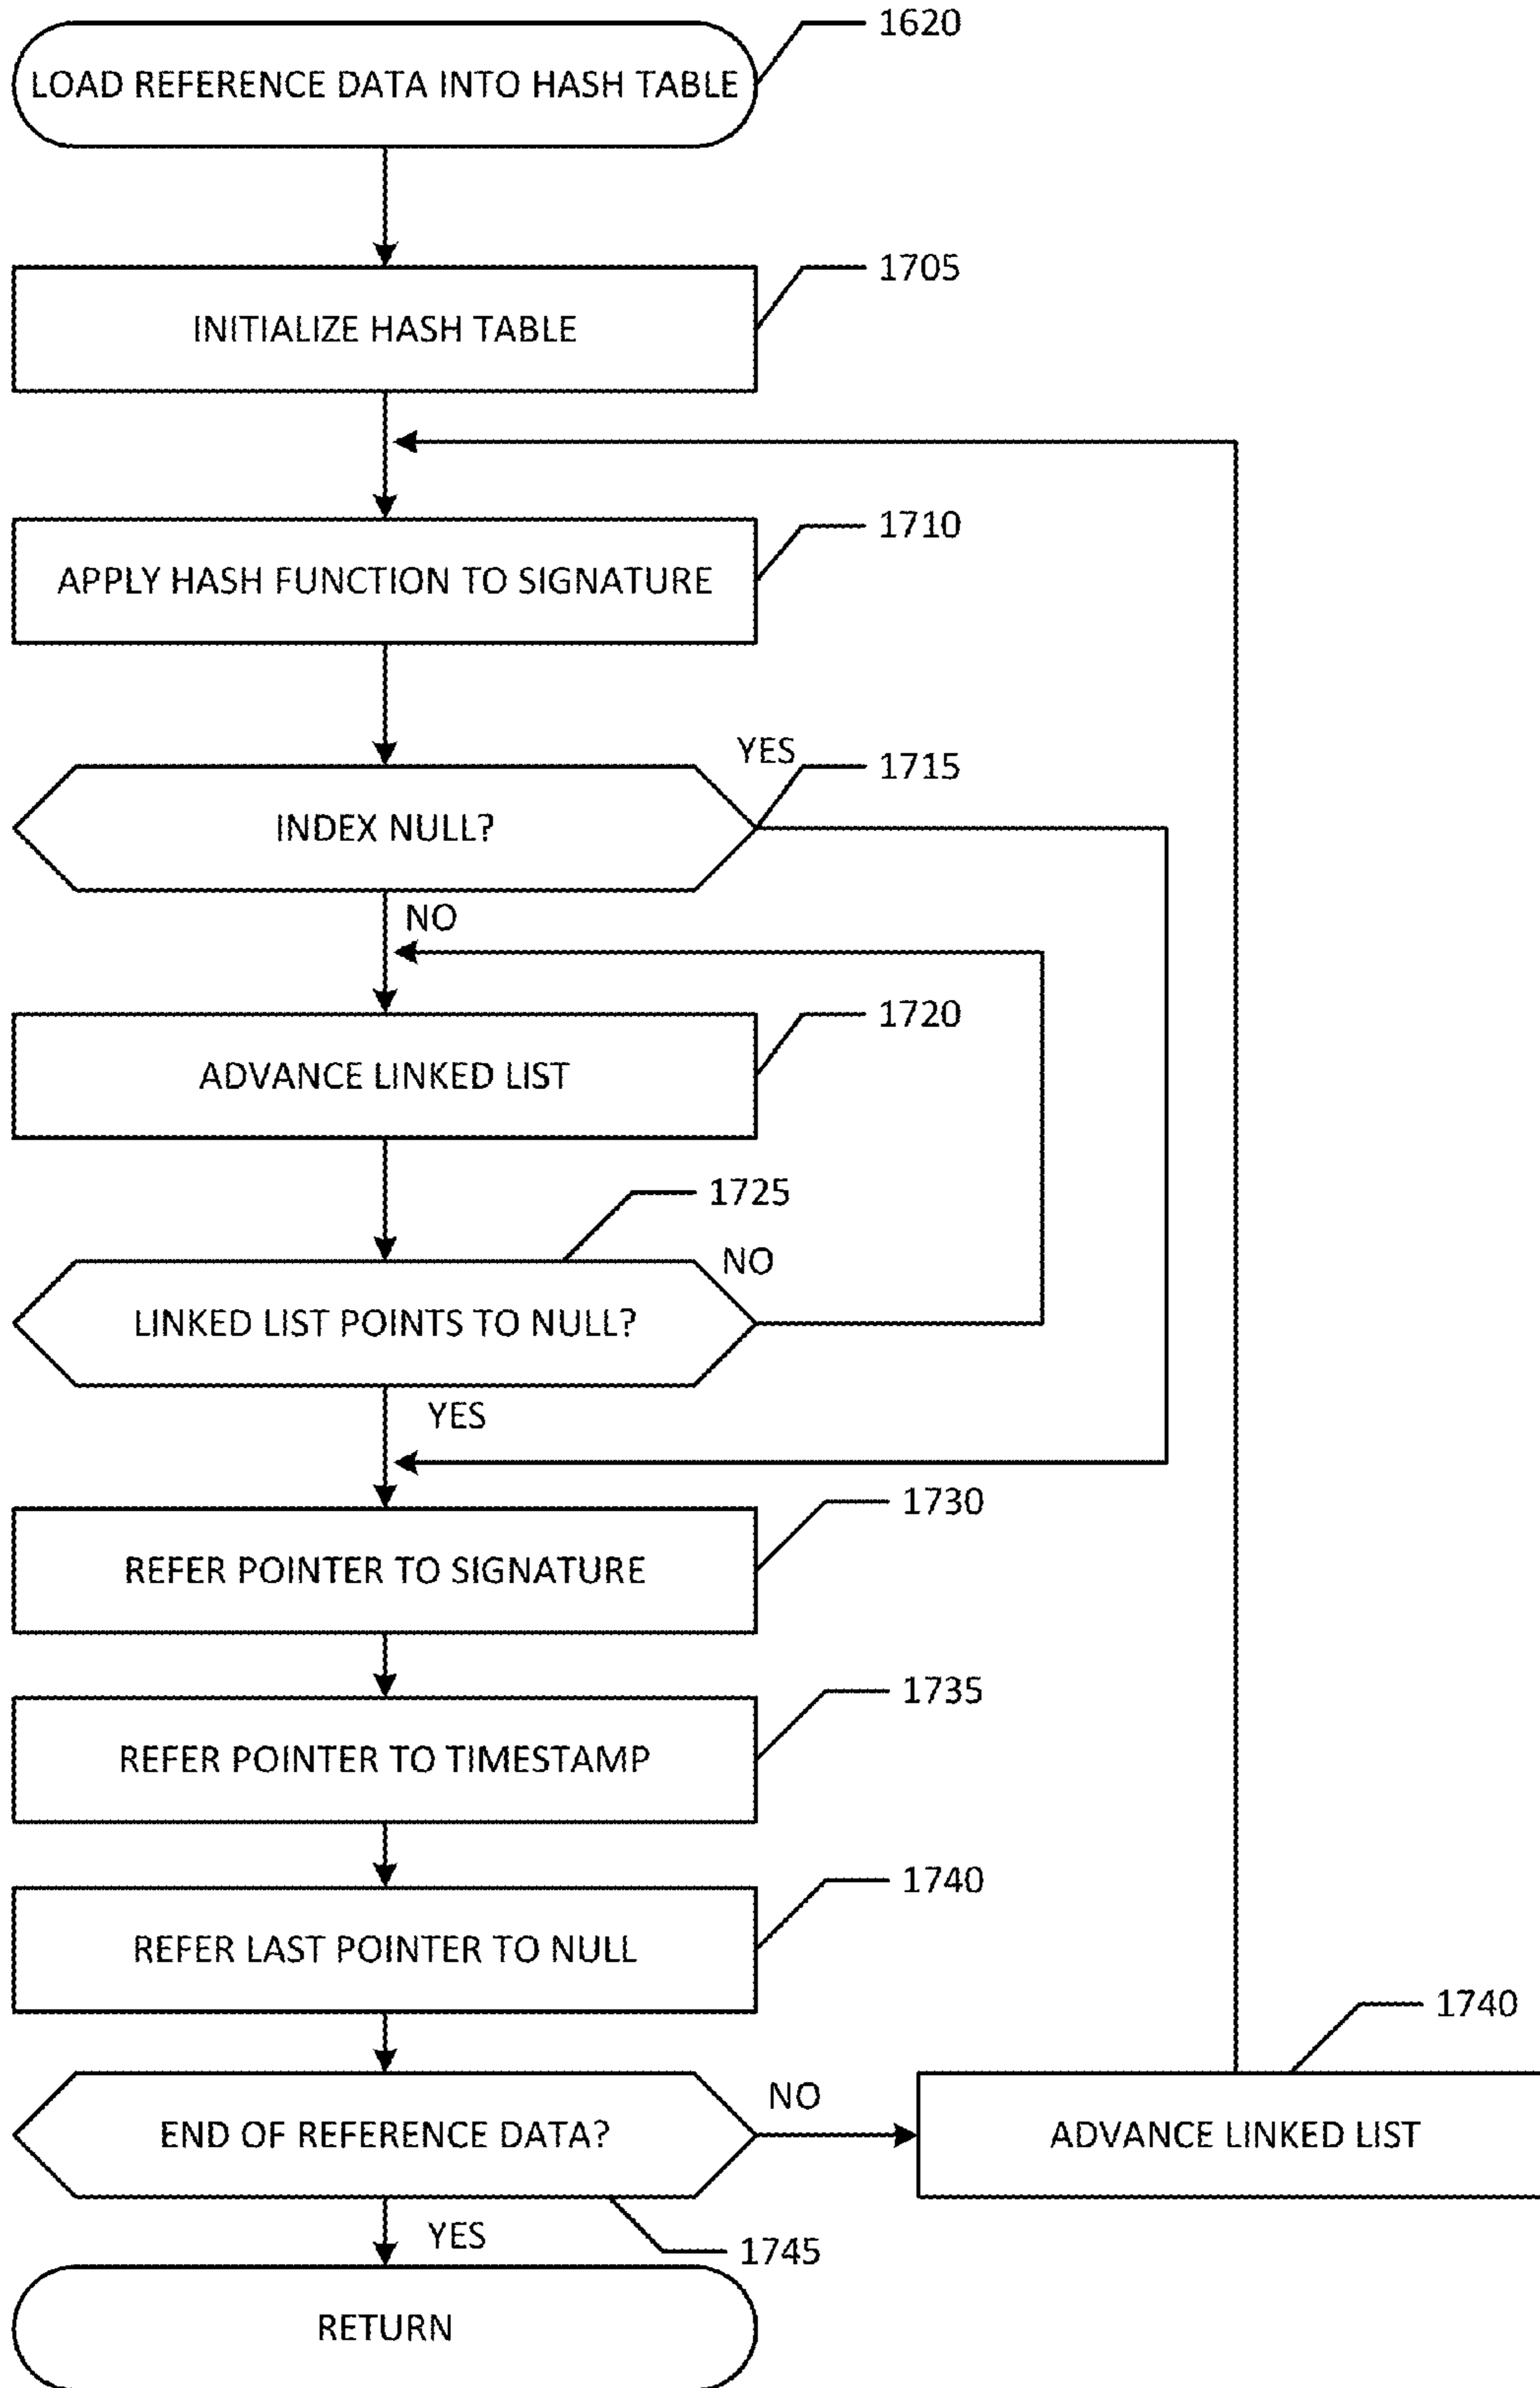 1620
LOAD REFERENCE DATA INTO HASH TABLE
1705
INITIALIZE HASH TABLE
1710
APPLY HASH FUNCTION TO SIGNATURE
YES
1715
INDEX NULL?
NO
1720
ADVANCE LINKED LIST
1725
NO
LINKED LIST POINTS TO NULL?
YES
1730
REFER POINTER TO SIGNATURE
1735
REFER POINTER TO TIMESTAMP
1740
REFER LAST POINTER TO NULL
1740
NO
END OF REFERENCE DATA?
ADVANCE LINKED LIST
YES
1745
RETURN